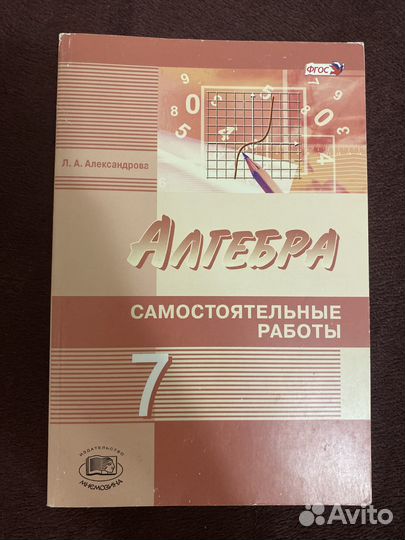 ФГОС
Л. А. Александрова
АЛГЕБРА
САМОСТОЯТЕЛЬНЫЕ
РАБОТЫ
7
ИЗДАТЕЛЬСТВО
МНЕМОЗИНА
Avito